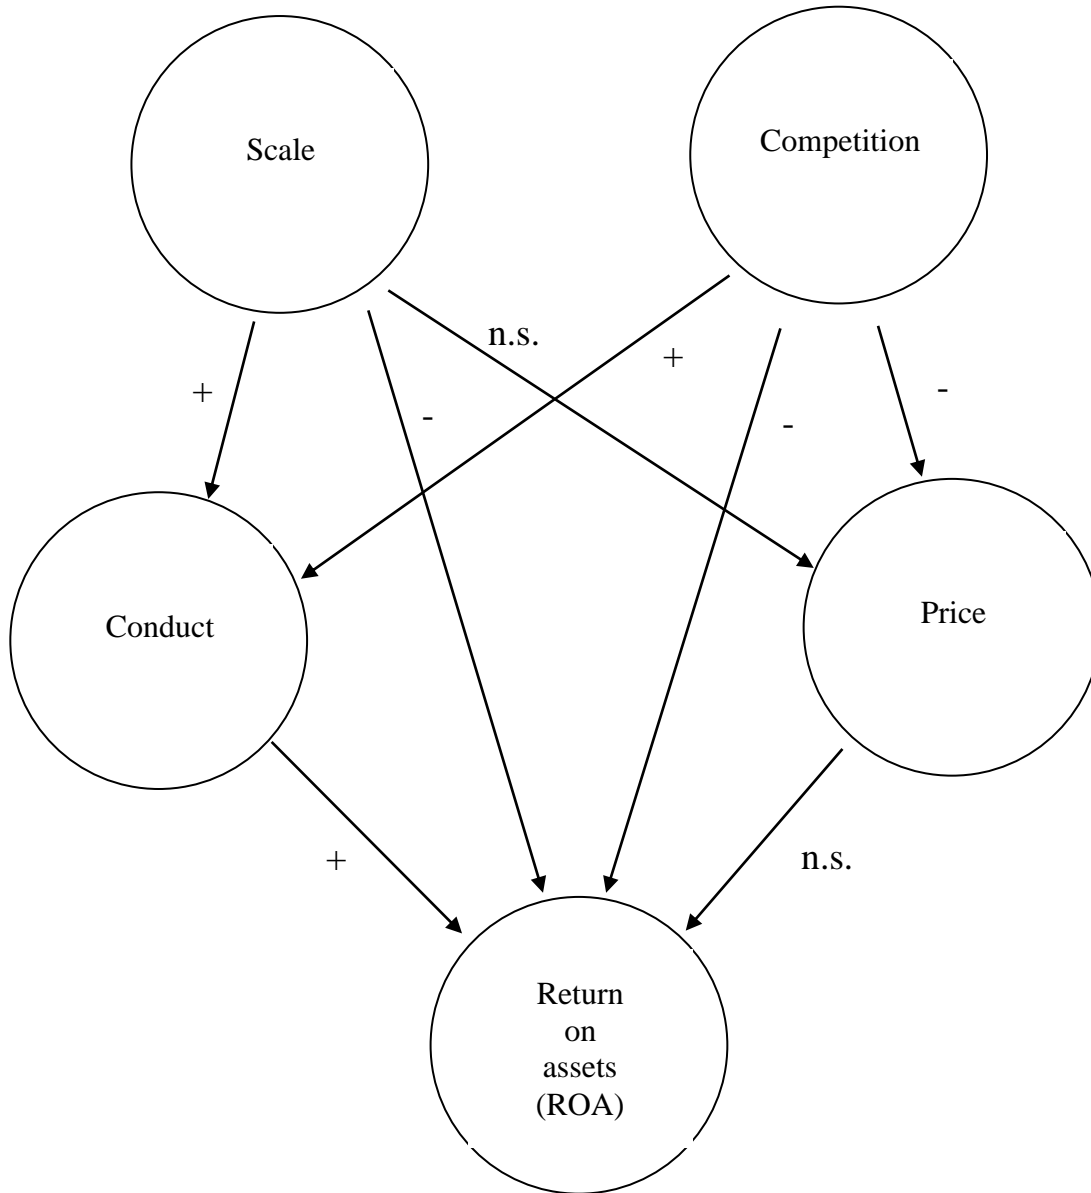 Scale
Competition
n.s.
+
+
-
-
-
Conduct
Price
+
n.s.
Return
on
assets
(ROA)